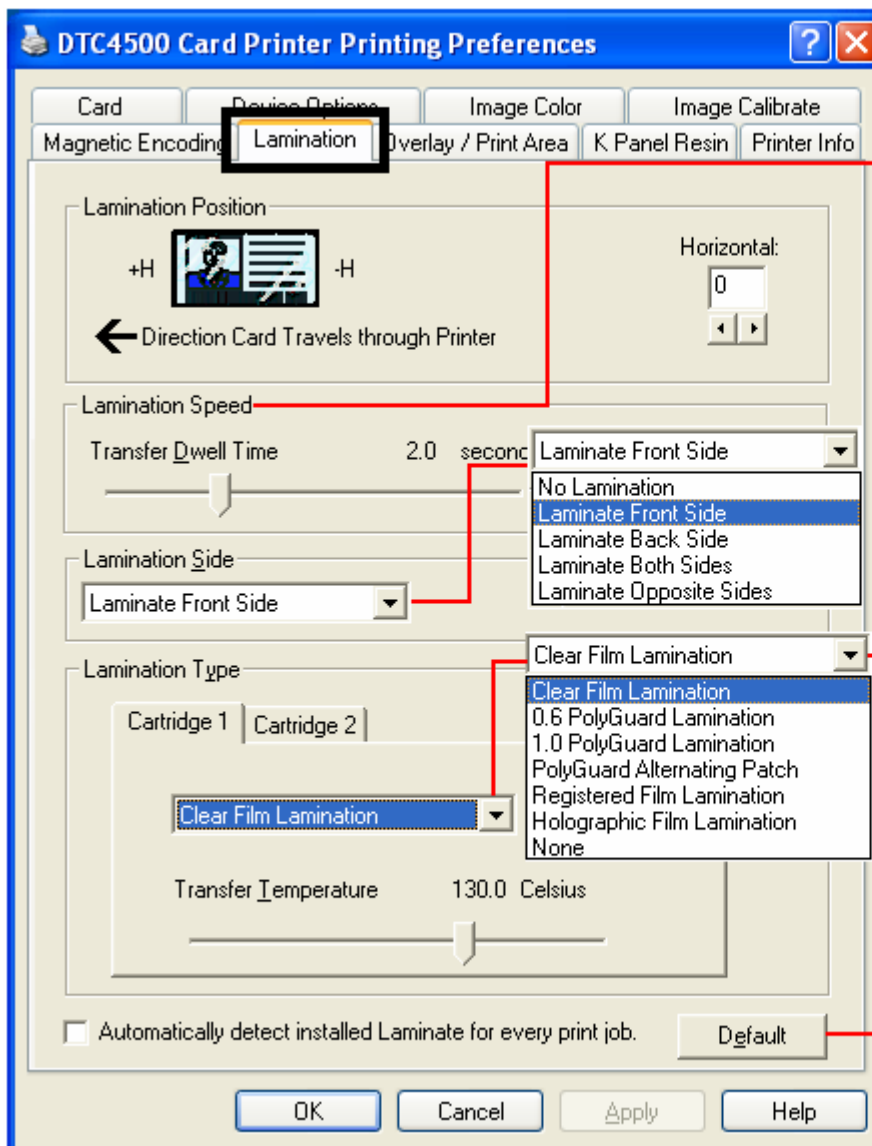 DTC4500 Card Printer Printing Preferences
Card
Device Options
Image Color
Image Calibrate
Magnetic Encoding
Lamination
Overlay / Print Area
K Panel Resin
Printer Info
Lamination Position
+H
-H
Horizontal:
0
Direction Card Travels through Printer
Lamination Speed
Transfer Dwell Time
2.0 second
Laminate Front Side
No Lamination
Laminate Front Side
Laminate Back Side
Laminate Both Sides
Laminate Opposite Sides
Lamination Side
Laminate Front Side
Lamination Type
Clear Film Lamination
Clear Film Lamination
0.6 PolyGuard Lamination
1.0 PolyGuard Lamination
PolyGuard Alternating Patch
Registered Film Lamination
Holographic Film Lamination
None
Cartridge 1
Cartridge 2
Clear Film Lamination
Transfer Temperature
130.0 Celsius
Automatically detect installed Laminate for every print job.
Default
OK
Cancel
Apply
Help